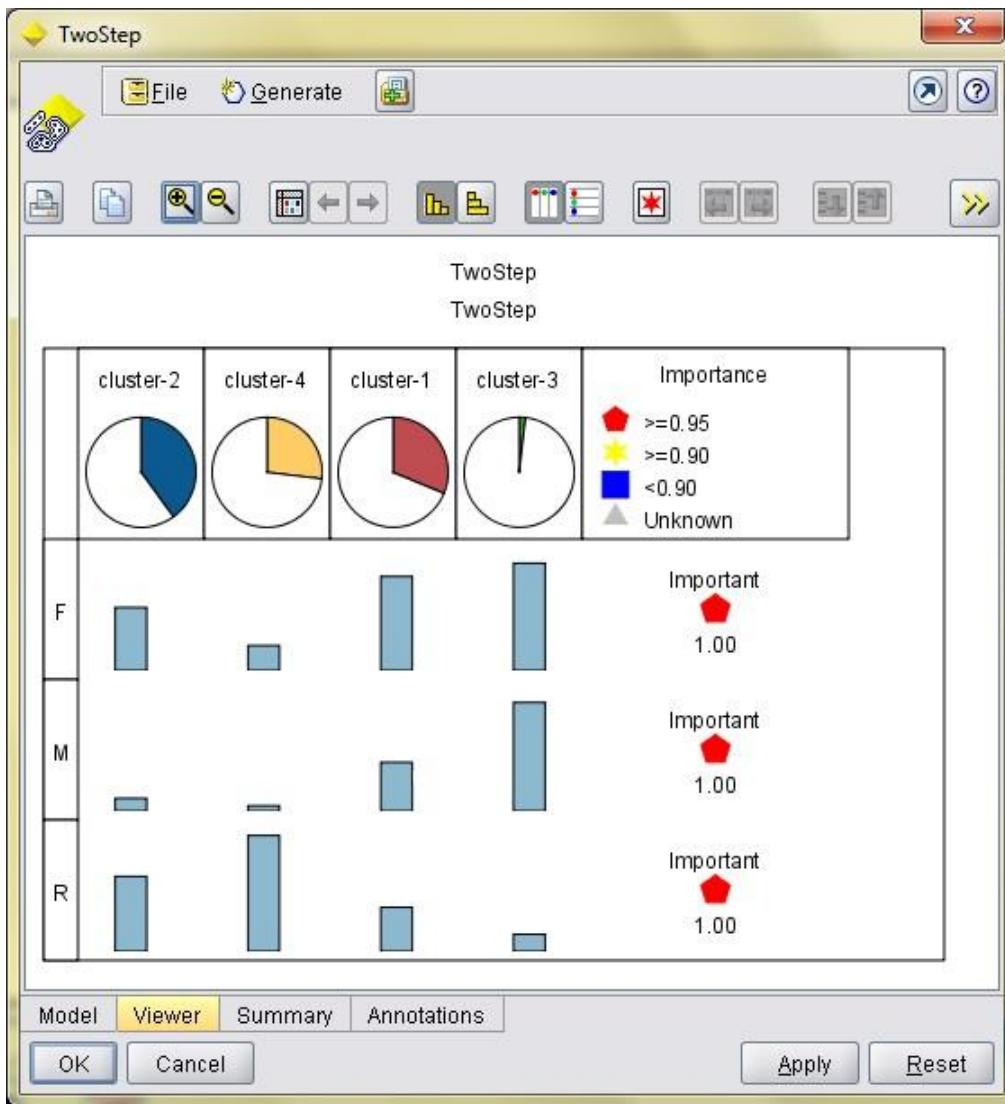 TwoStep
File Generate
TwoStep
TwoStep
cluster-2 cluster-4 cluster-1 cluster-3 Importance
>=0.95
>=0.90
<0.90
Unknown
F Important
1.00
M Important
1.00
R Important
1.00
Model Viewer Summary Annotations
OK Cancel Apply Reset